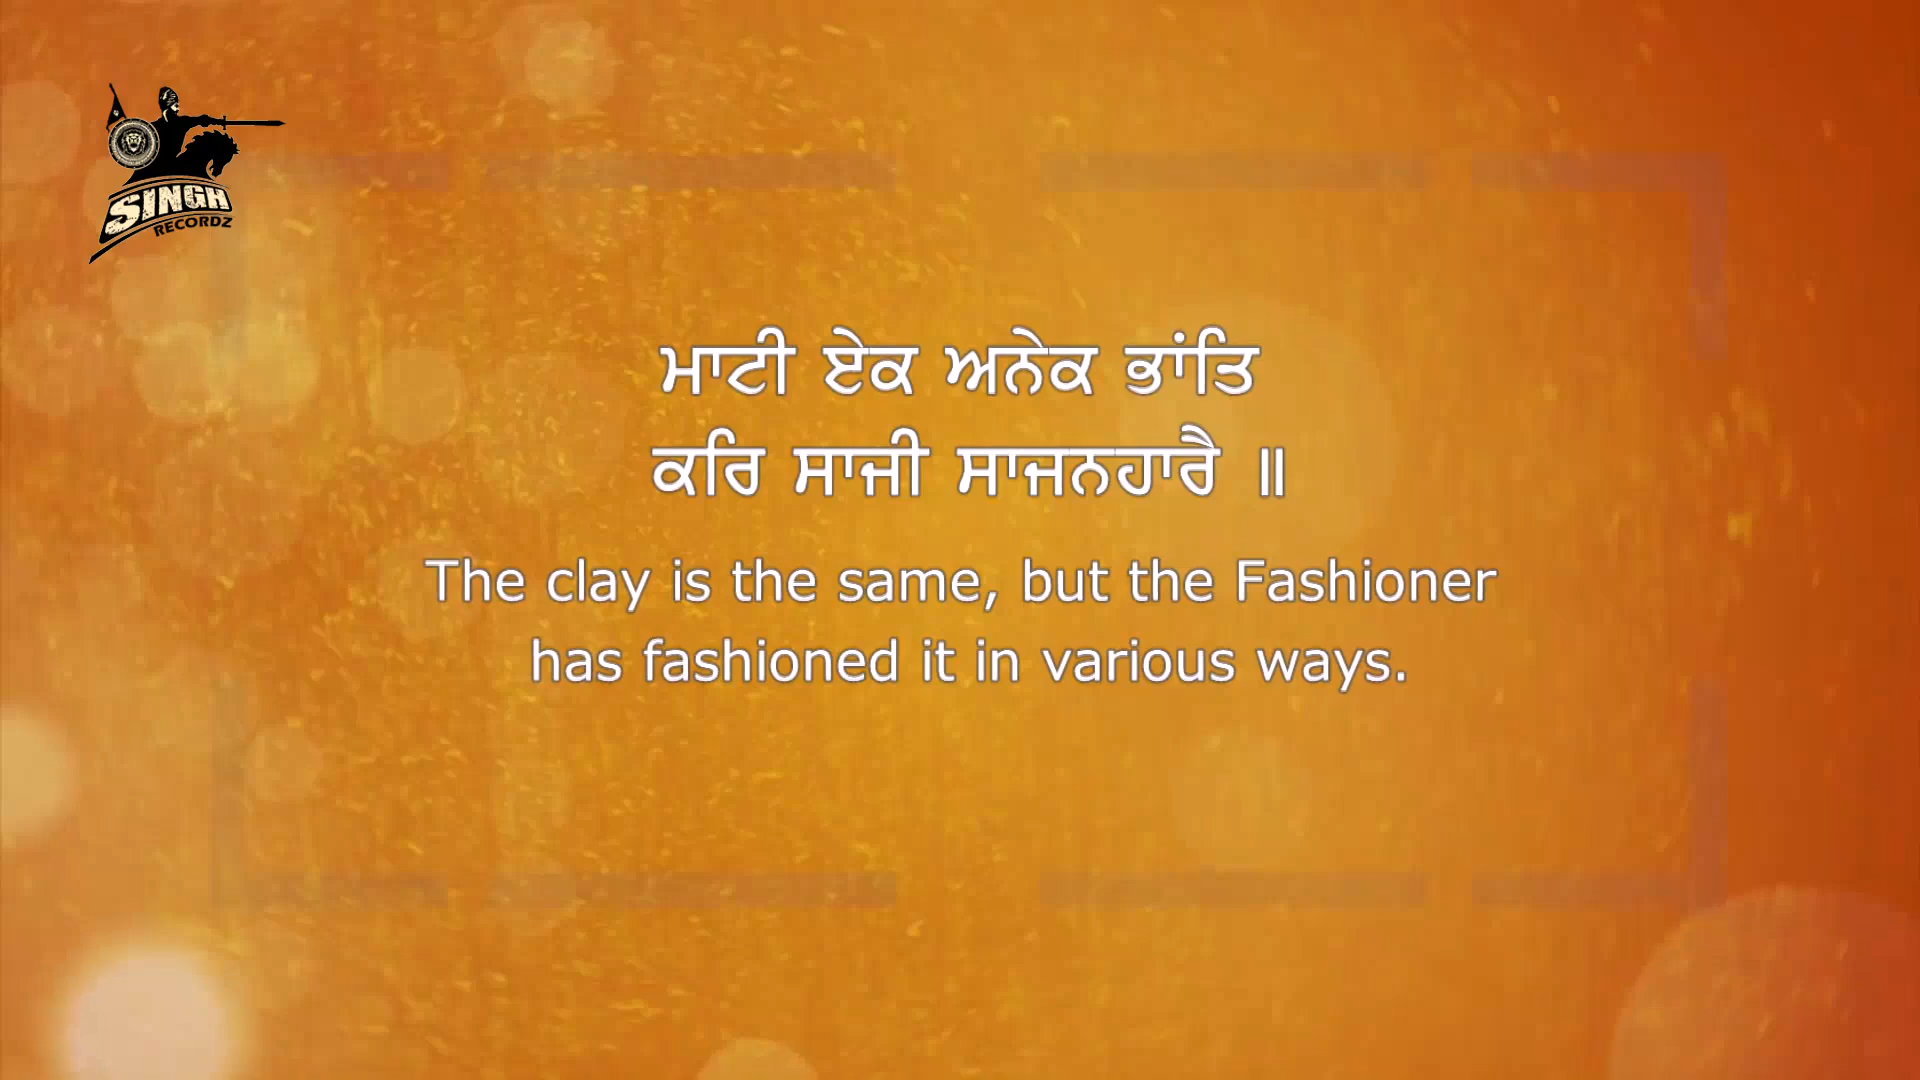 SINGH
RECORDZ
ਮਾਟੀ ਏਕ ਅਨੇਕ ਭਾਂਤਿ
ਕਰਿ ਸਾਜੀ ਸਾਜਨਹਾਰੈ ॥
The clay is the same, but the Fashioner
has fashioned it in various ways.